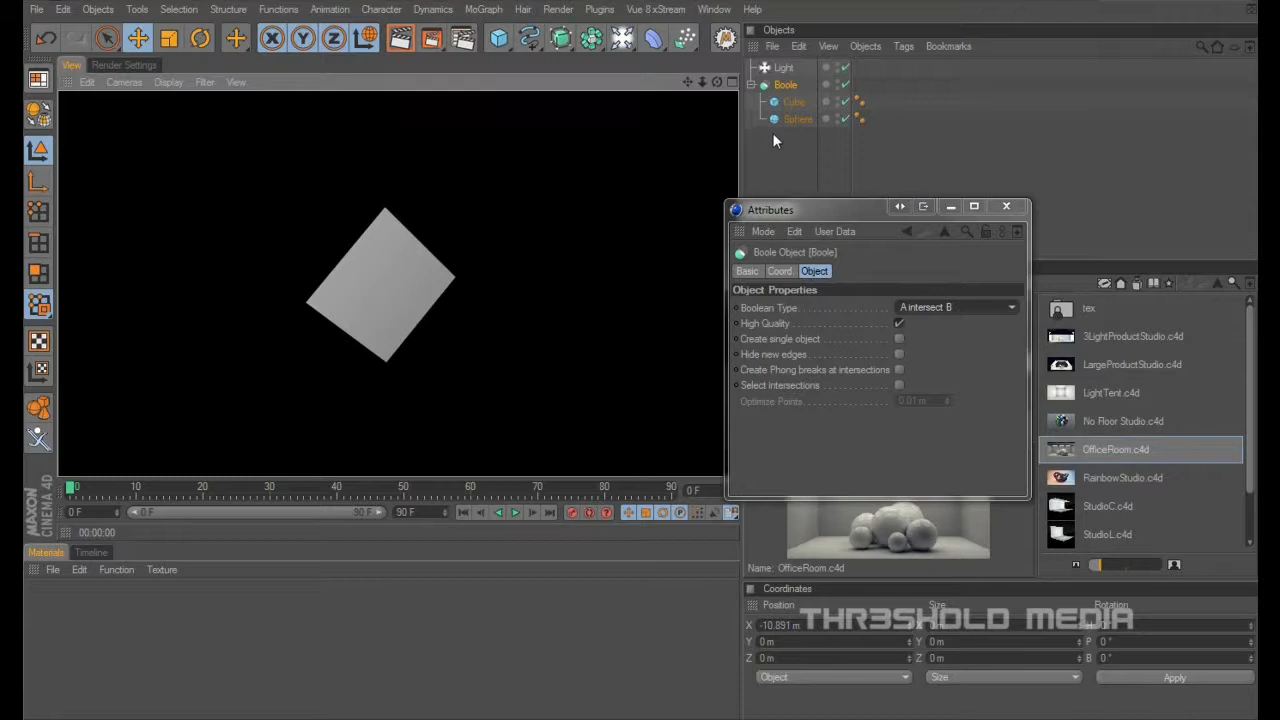 File Edit Objects Tools Selection Structure Functions Animation Character Dynamics MoGraph Hair Render Plugins Vue 8 xStream Window Help
Objects
File Edit View Objects Tags Bookmarks
View Render Settings
Edit Cameras Display Filter View
Light
Boole
Cube
Sphere
Attributes
Mode Edit User Data
Boole Object [Boole]
Basic Coord. Object
Object Properties
Boolean Type A intersect B
High Quality
Create single object
Hide new edges
Create Phong breaks at intersections
Select intersections
Optimize Points 0.01 m
tex
3LightProductStudio.c4d
LargeProductStudio.c4d
LightTent.c4d
No Floor Studio.c4d
OfficeRoom.c4d
RainbowStudio.c4d
StudioC.c4d
StudioL.c4d
Name: OfficeRoom.c4d
0 10 20 30 40 50 60 70 80 90 0 F
0 F 0 F 90 F 90 F
00:00:00
MAXON CINEMA 4D
Materials Timeline
File Edit Function Texture
Coordinates
Position Size Rotation
X -10.891 m X 0 m H 0 °
Y 0 m Y 0 m P 0 °
Z 0 m Z 0 m B 0 °
Object Size Apply
THR3SHOLD MEDIA